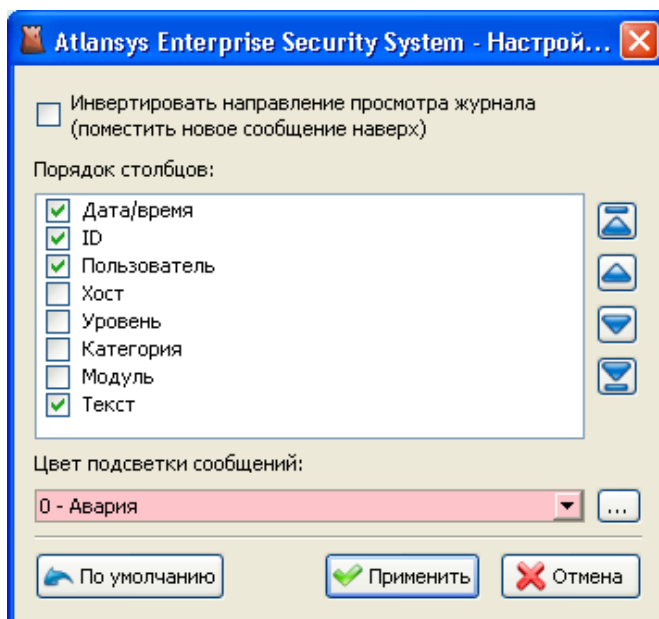 Atlansys Enterprise Security System - Настрой...
Инвертировать направление просмотра журнала
(поместить новое сообщение наверх)
Порядок столбцов:
Дата/время
ID
Пользователь
Хост
Уровень
Категория
Модуль
Текст
Цвет подсветки сообщений:
0 - Авария
...
По умолчанию
Применить
Отмена